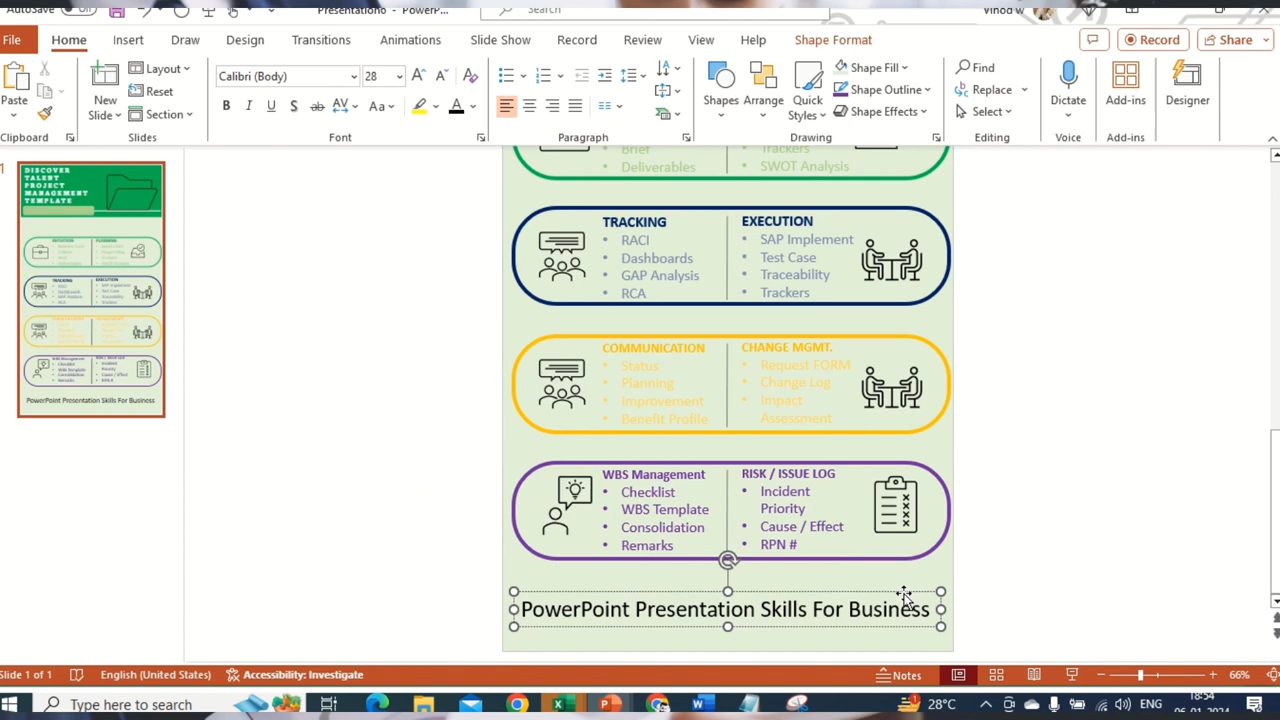 AutoSave Off Presentation6 - PowerP... Search Vinod w
File Home Insert Draw Design Transitions Animations Slide Show Record Review View Help Shape Format Record Share
Paste New Slide Layout Reset Section Calibri (Body) 28 Shapes Arrange Quick Styles Shape Fill Shape Outline Shape Effects Find Replace Select Dictate Add-ins Designer
Clipboard Slides Font Paragraph Drawing Editing Voice Add-ins
1
DISCOVER
TALENT
PROJECT
MANAGEMENT
TEMPLATE
PowerPoint Presentation Skills For Business
Brief
Deliverables
Trackers
SWOT Analysis
TRACKING
• RACI
• Dashboards
• GAP Analysis
• RCA
EXECUTION
• SAP Implement
• Test Case
• Traceability
• Trackers
COMMUNICATION
• Status
• Planning
• Improvement
• Benefit Profile
CHANGE MGMT.
• Request FORM
• Change Log
• Impact
Assessment
WBS Management
• Checklist
• WBS Template
• Consolidation
• Remarks
RISK / ISSUE LOG
• Incident
Priority
• Cause / Effect
• RPN #
PowerPoint Presentation Skills For Business
Slide 1 of 1 English (United States) Accessibility: Investigate Notes 66%
Type here to search 28°C ENG 18:54
06-01-2024